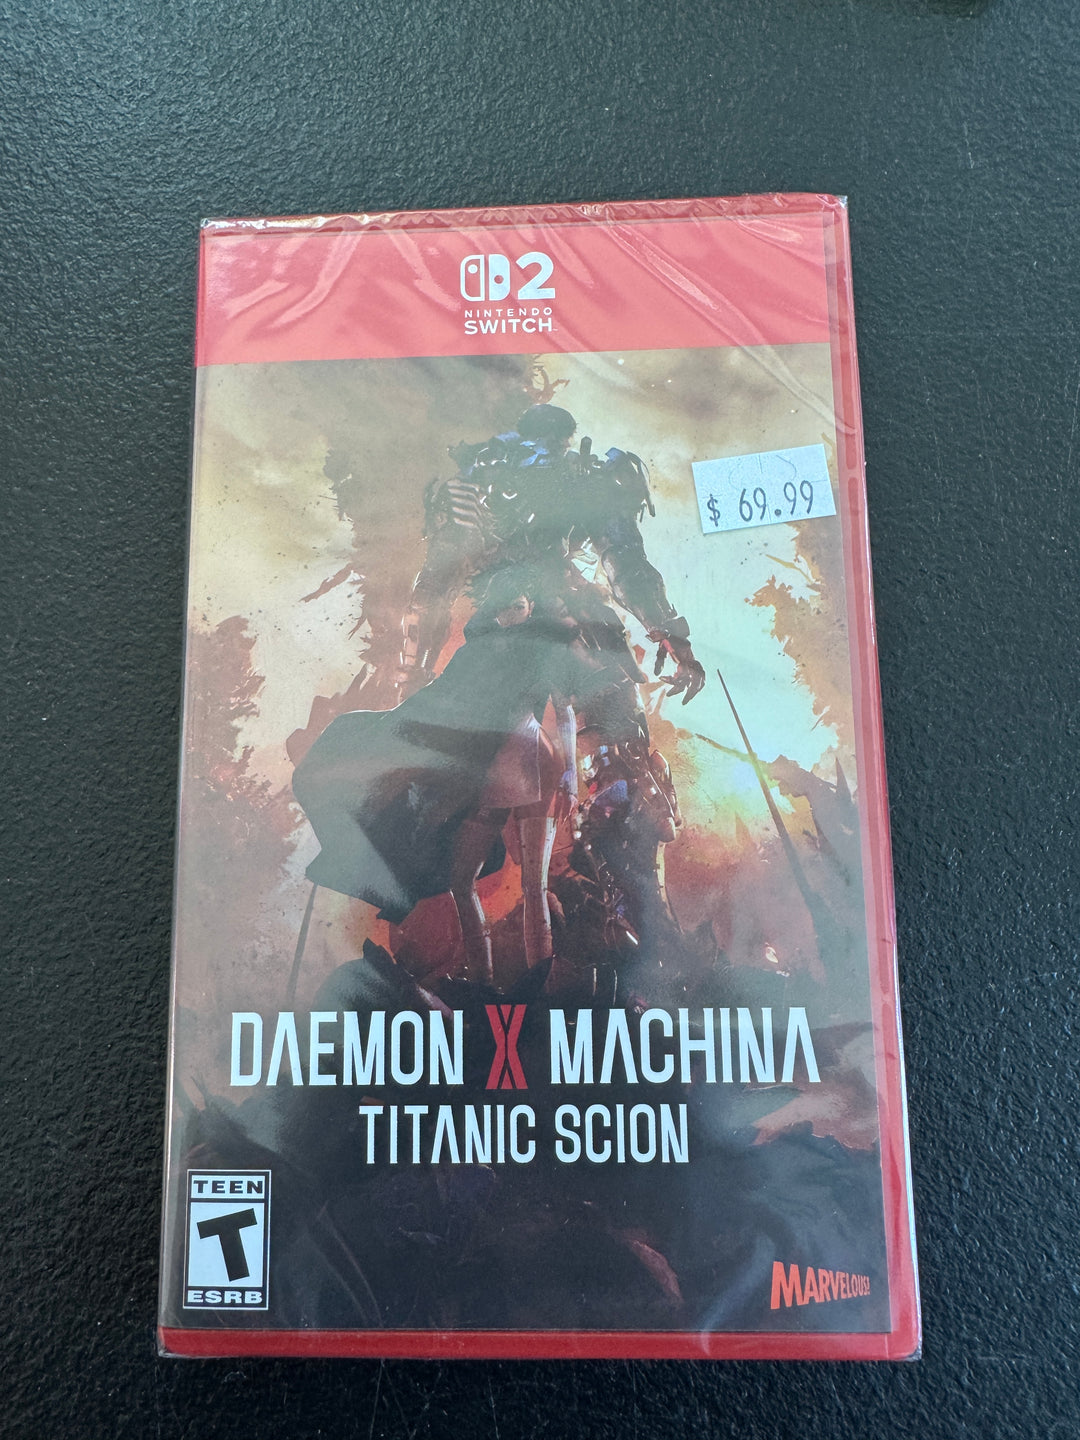 2
NINTENDO
SWITCH
$ 69.99
DAEMON X MACHINA
TITANIC SCION
TEEN
T
ESRB
MARVELOUS!